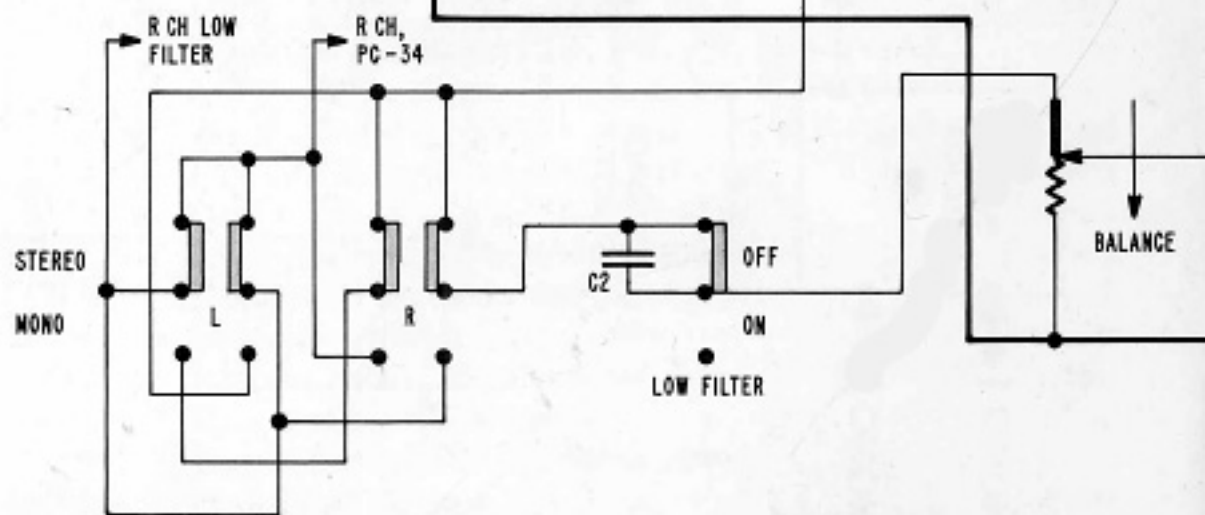 R CH LOW
FILTER
R CH,
PC-34
STEREO
MONO
L
R
C2
OFF
ON
LOW FILTER
BALANCE